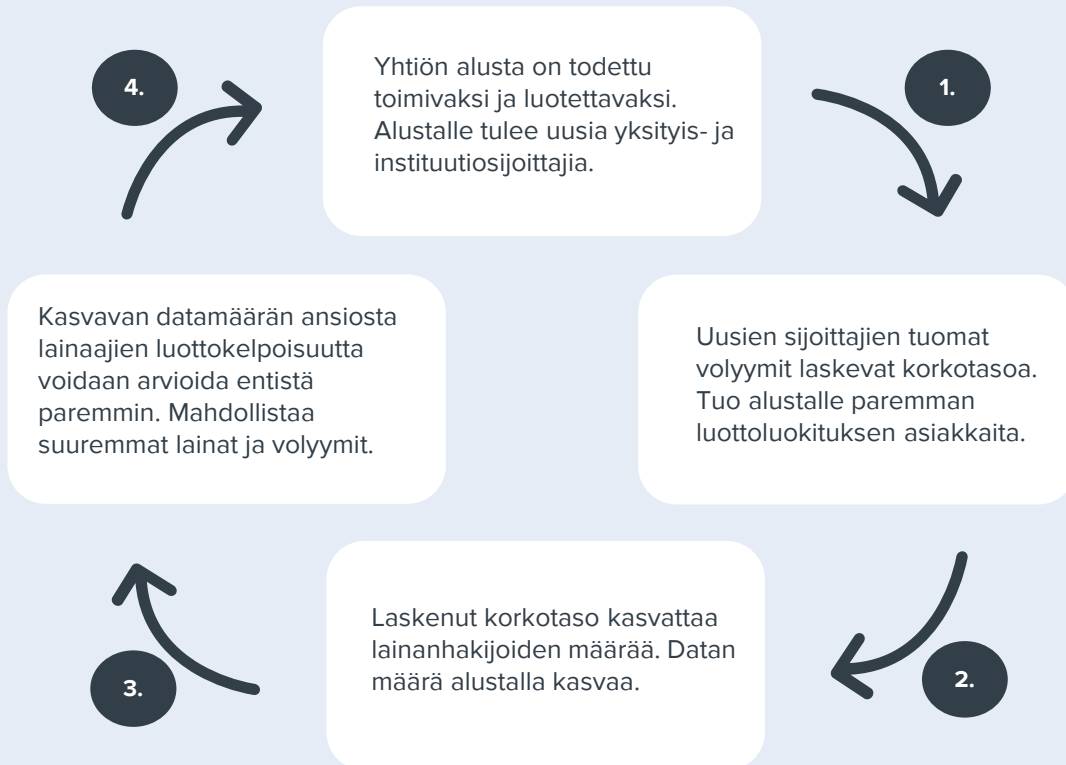 Yhtiön alusta on todettu
toimivaksi ja luotettavaksi.
Alustalle tulee uusia yksityis- ja
instituutiosijoittajia.
1.
Uusien sijoittajien tuomat
volyymit laskevat korkotasoa.
Tuo alustalle paremman
luottoluokituksen asiakkaita.
2.
Laskenut korkotaso kasvattaa
lainanhakijoiden määrää. Datan
määrä alustalla kasvaa.
3.
Kasvavan datamäärän ansiosta
lainaajien luottokelpoisuutta
voidaan arvioida entistä
paremmin. Mahdollistaa
suuremmat lainat ja volyymit.
4.